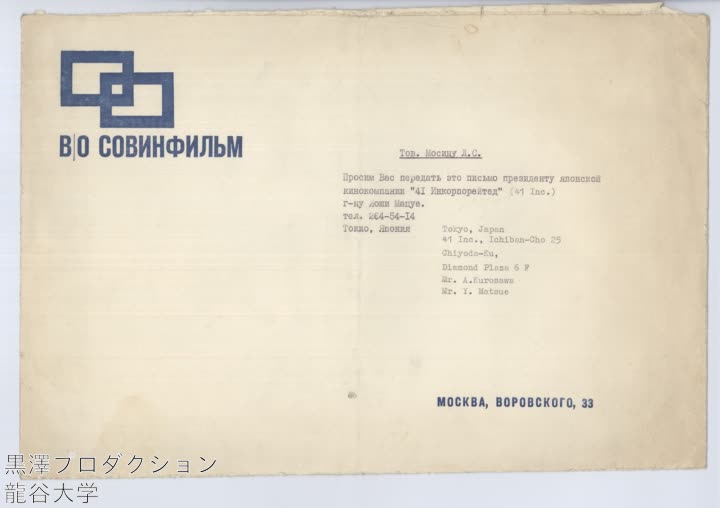 В/О СОВИНФИЛЬМ
Тов. Мосицу Л.С.
Просим Вас передать это письмо президенту японской
кинокомпании "41 Инкорпорейтед" (41 Inc.)
г-ну Йоши Мацуе.
тел. 264-54-14
Токио, Япония
Tokyo, Japan
41 Inc., Ichiban-Cho 25
Chiyoda-Ku,
Diamond Plaza 6 F
Mr. A.Kurosawa
Mr. Y. Matsue
МОСКВА, ВОРОВСКОГО, 33
黒澤プロダクション
龍谷大学